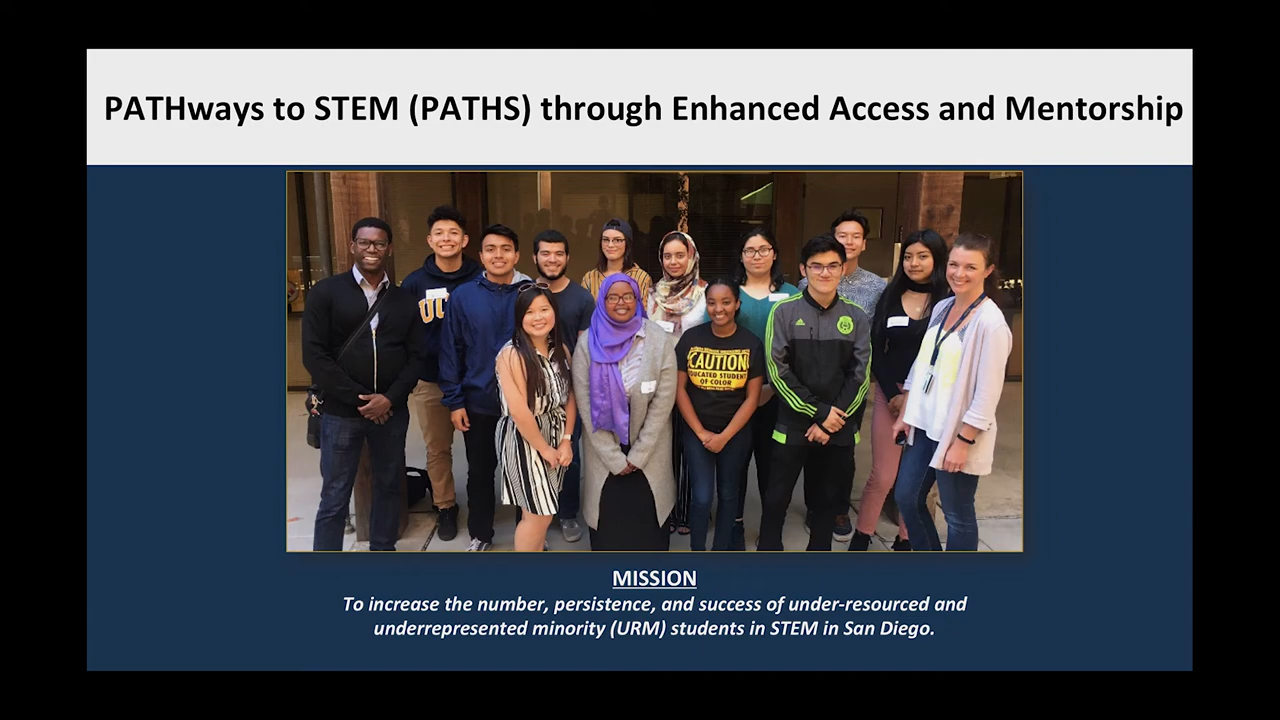 PATHways to STEM (PATHS) through Enhanced Access and Mentorship
CAUTION
EDUCATED STUDENT
OF COLOR
MISSION
To increase the number, persistence, and success of under-resourced and
underrepresented minority (URM) students in STEM in San Diego.